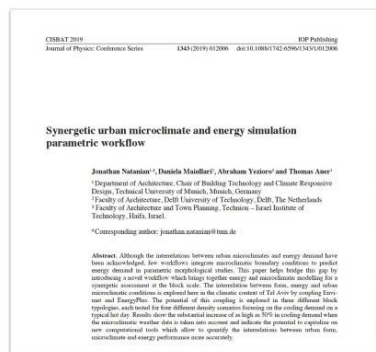 CISBAT 2019
IOP Publishing
Journal of Physics: Conference Series
1343 (2019) 012006 doi:10.1088/1742-6596/1343/1/012006
Synergetic urban microclimate and energy simulation
parametric workflow
Jonathan Natanian¹*, Daniela Maiullari², Abraham Yezioro³ and Thomas Auer¹
¹ Department of Architecture, Chair of Building Technology and Climate Responsive
Design, Technical University of Munich, Munich, Germany
² Faculty of Architecture, Delft University of Technology, Delft, The Netherlands
³ Faculty of Architecture and Town Planning, Technion – Israel Institute of
Technology, Haifa, Israel.
*Corresponding author: jonathan.natanian@tum.de
Abstract. Although the interrelations between urban microclimates and energy demand have
been acknowledged, few workflows integrate microclimatic boundary conditions to predict
energy demand in parametric morphological studies. This paper helps bridge this gap by
introducing a novel workflow which brings together energy and microclimatic modelling for a
synergetic assessment at the block scale. The interrelation between form, energy and urban
microclimatic conditions is explored here in the climatic context of Tel Aviv by coupling Envi-
met and EnergyPlus. The potential of this coupling is explored in three different block
typologies, each tested for four different density scenarios focusing on the cooling demand on a
typical hot day. Results show the substantial increase of as high as 50% in cooling demand when
the microclimatic weather data is taken into account and indicate the potential to capitalize on
new computational tools which allow to quantify the interrelations between urban form,
microclimate and energy performance more accurately.